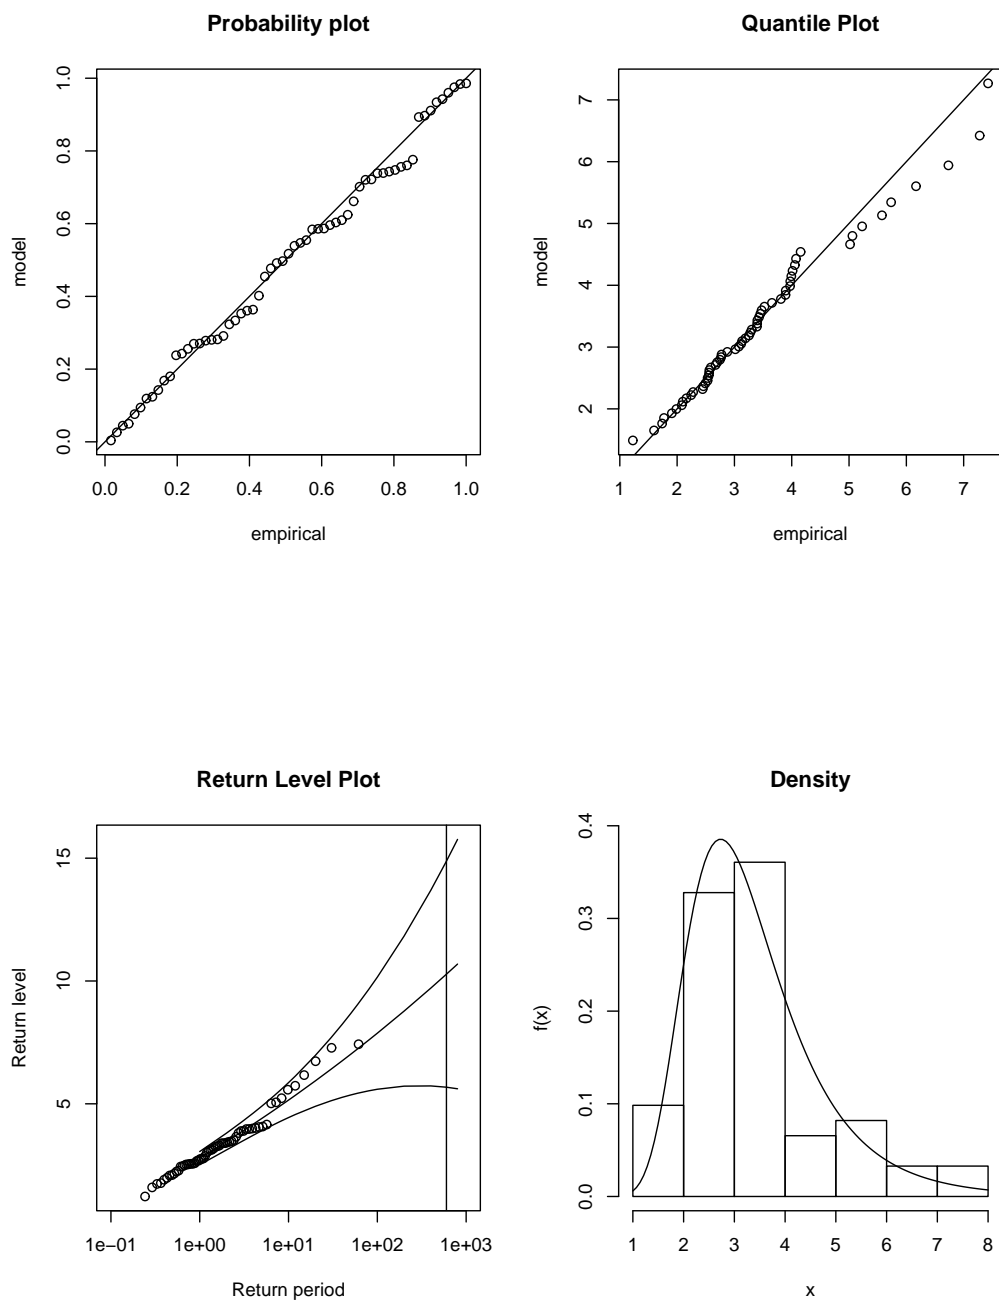 Probability plot
1.0
0.8
0.6
0.4
0.2
0.0
model
0.0 0.2 0.4 0.6 0.8 1.0
empirical
Quantile Plot
7
6
5
4
3
2
model
1 2 3 4 5 6 7
empirical
Return Level Plot
15
10
5
Return level
1e−01 1e+00 1e+01 1e+02 1e+03
Return period
Density
0.4
0.3
0.2
0.1
0.0
f(x)
1 2 3 4 5 6 7 8
x